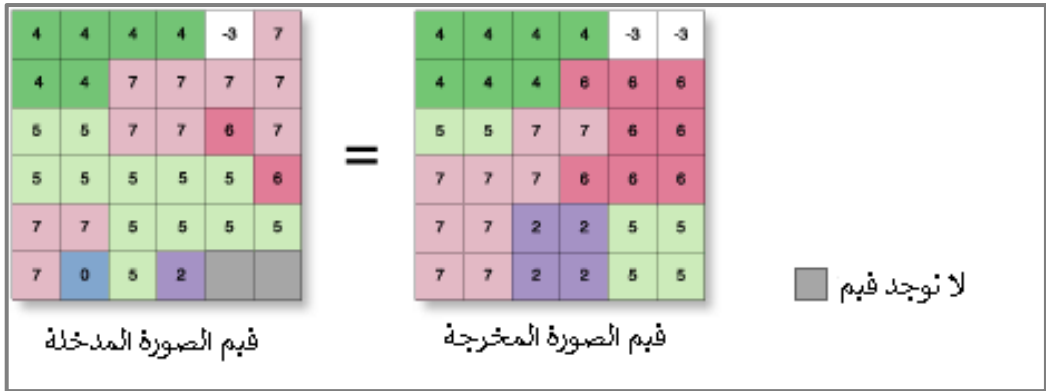 4 4 4 4 -3 7
4 4 7 7 7 7
5 5 7 7 6 7
5 5 5 5 5 6
7 7 5 5 5 5
7 0 5 2
قيم الصورة المدخلة
=
4 4 4 4 -3 -3
4 4 4 6 6 6
5 5 7 7 6 6
7 7 7 6 6 6
7 7 2 2 5 5
7 7 2 2 5 5
قيم الصورة المخرجة
لا توجد قيم